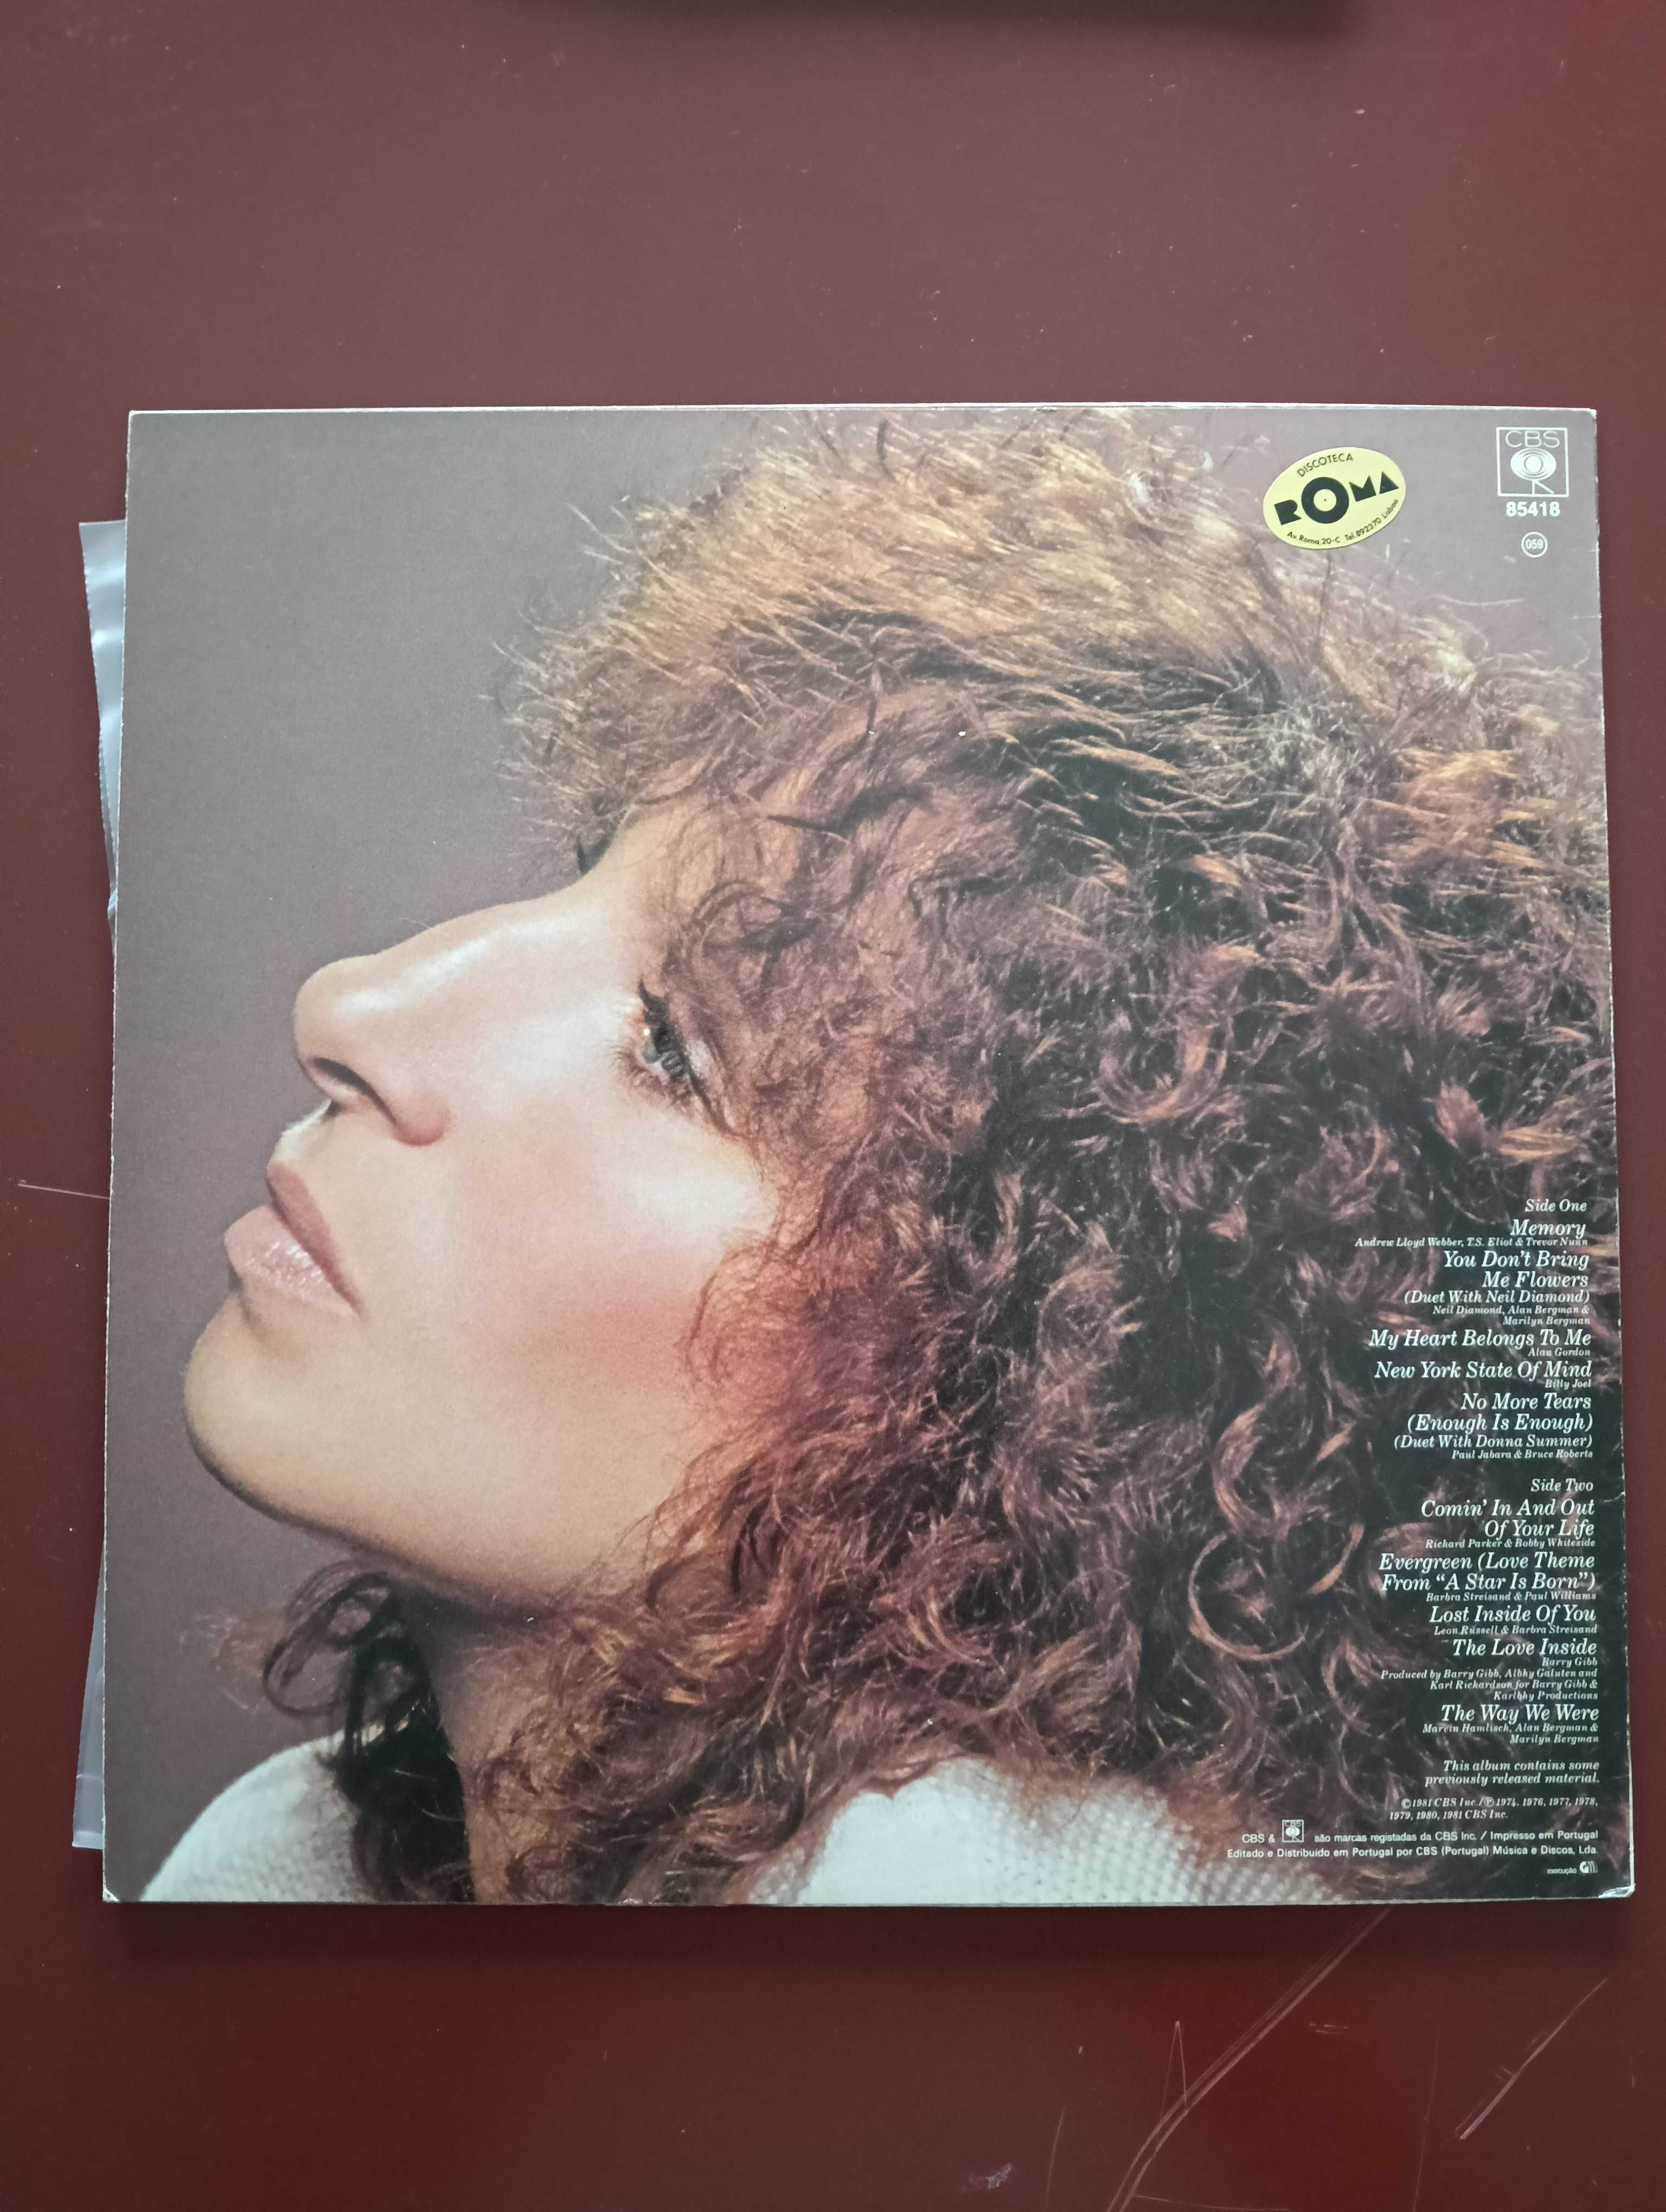 DISCOTECA
ROMA
Av. Roma, 20-C Tel. 892370 Lisboa
CBS
85418
059
Side One
Memory
Andrew Lloyd Webber, T.S. Eliot & Trevor Nunn
You Don't Bring
Me Flowers
(Duet With Neil Diamond)
Neil Diamond, Alan Bergman &
Marilyn Bergman
My Heart Belongs To Me
Alan Gordon
New York State Of Mind
Billy Joel
No More Tears
(Enough Is Enough)
(Duet With Donna Summer)
Paul Jabara & Bruce Roberts
Side Two
Comin' In And Out
Of Your Life
Richard Parker & Bobby Whiteside
Evergreen (Love Theme
From "A Star Is Born")
Barbra Streisand & Paul Williams
Lost Inside Of You
Leon Russell & Barbra Streisand
The Love Inside
Barry Gibb
Produced by Barry Gibb, Albhy Galuten and
Karl Richardson for Barry Gibb &
Karlbhy Productions
The Way We Were
Marvin Hamlisch, Alan Bergman &
Marilyn Bergman
This album contains some
previously released material.
©1981 CBS Inc./℗1974, 1976, 1977, 1978,
1979, 1980, 1981 CBS Inc.
CBS & CBS são marcas registadas da CBS Inc. / Impresso em Portugal
Editado e Distribuido em Portugal por CBS (Portugal) Música e Discos, Lda.
execução